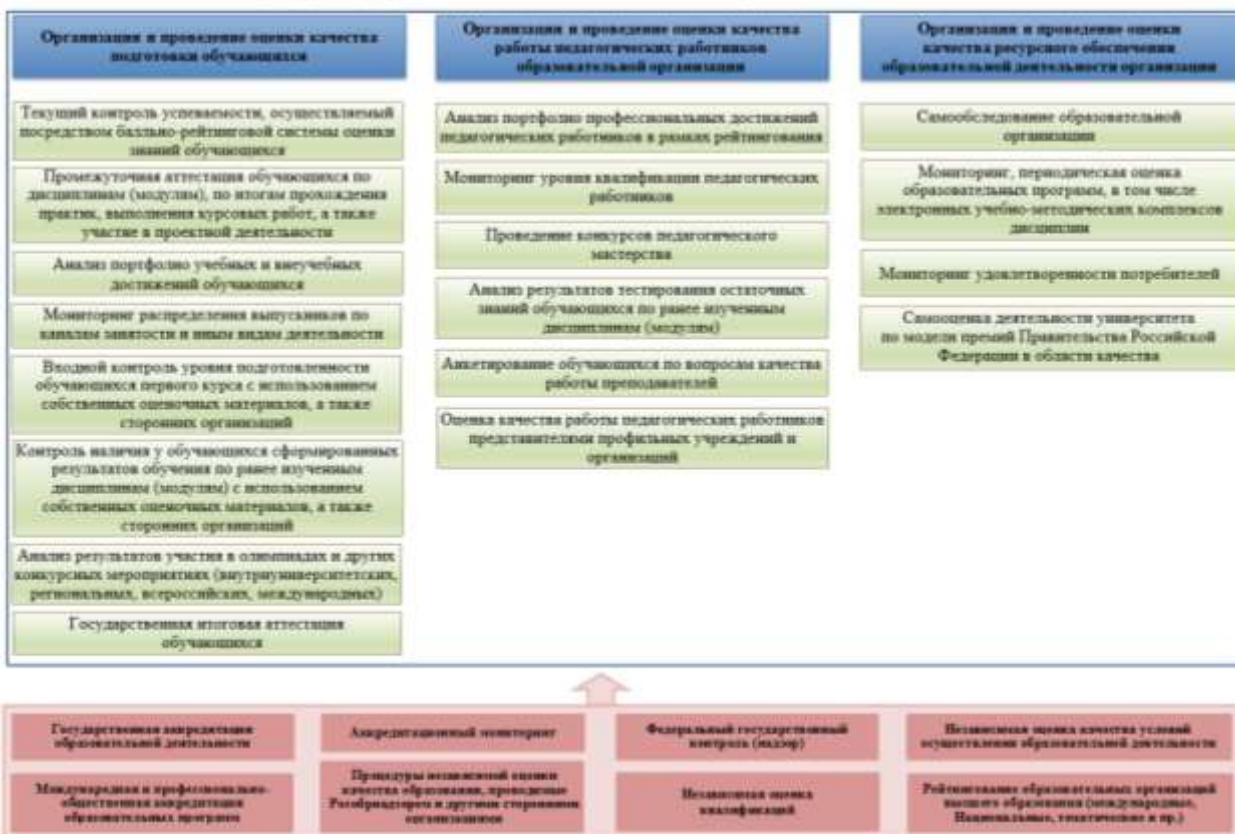 Организация и проведение оценки качества
подготовки обучающихся
Текущий контроль успеваемости, осуществляемый
посредством балльно-рейтинговой системы оценки
знаний обучающихся
Промежуточная аттестация обучающихся по
дисциплинам (модулям), по итогам прохождения
практик, выполнения курсовых работ, а также
участие в проектной деятельности
Анализ портфолио учебных и внеучебных
достижений обучающихся
Мониторинг распределения выпускников по
каналам занятости и иным видам деятельности
Входной контроль уровня подготовленности
обучающихся первого курса с использованием
собственных оценочных материалов, а также
сторонних организаций
Контроль наличия у обучающихся сформированных
результатов обучения по ранее изученным
дисциплинам (модулям) с использованием
собственных оценочных материалов, а также
сторонних организаций
Анализ результатов участия в олимпиадах и других
конкурсных мероприятиях (внутриуниверситетских,
региональных, всероссийских, международных)
Государственная итоговая аттестация
обучающихся
Организация и проведение оценки качества
работы педагогических работников
образовательной организации
Анализ портфолио профессиональных достижений
педагогических работников в рамках рейтингования
Мониторинг уровня квалификации педагогических
работников
Проведение конкурсов педагогического
мастерства
Анализ результатов тестирования остаточных
знаний обучающихся по ранее изученным
дисциплинам (модулям)
Анкетирование обучающихся по вопросам качества
работы преподавателей
Оценка качества работы педагогических работников
представителями профильных учреждений и
организаций
Организация и проведение оценки
качества ресурсного обеспечения
образовательной деятельности организации
Самообследование образовательной
организации
Мониторинг, периодическая оценка
образовательных программ, в том числе
электронных учебно-методических комплексов
дисциплин
Мониторинг удовлетворенности потребителей
Самооценка деятельности университета
по модели премий Правительства Российской
Федерации в области качества
Государственная аккредитация
образовательной деятельности
Аккредитационный мониторинг
Федеральный государственный
контроль (надзор)
Независимая оценка качества условий
осуществления образовательной деятельности
Международная и профессионально-
общественная аккредитация
образовательных программ
Процедуры независимой оценки
качества образования, проводимые
Рособрнадзором и другими сторонними
организациями
Независимая оценка
квалификаций
Рейтингование образовательных организаций
высшего образования (международные,
Национальные, тематические и пр.)